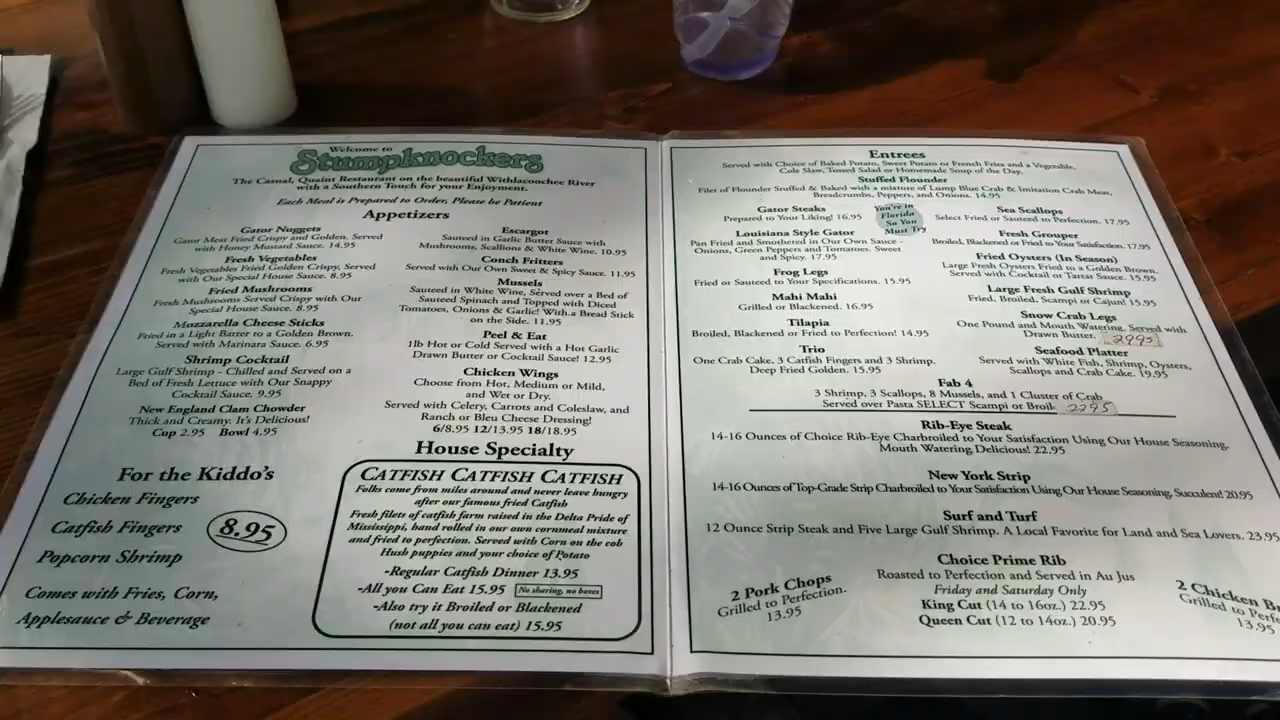 Welcome to
Stumpknockers
The Casual, Quaint Restaurant on the beautiful Withlacoochee River
with a Southern Touch for your Enjoyment.
Each Meal is Prepared to Order, Please be Patient
Appetizers
Gator Nuggets
Gator Meat Fried Crispy and Golden. Served
with Honey Mustard Sauce. 14.95
Fresh Vegetables
Fresh Vegetables Fried Golden Crispy, Served
with Our Special House Sauce. 8.95
Fried Mushrooms
Fresh Mushrooms Served Crispy with Our
Special House Sauce. 8.95
Mozzarella Cheese Sticks
Fried in a Light Batter to a Golden Brown.
Served with Marinara Sauce. 6.95
Shrimp Cocktail
Large Gulf Shrimp - Chilled and Served on a
Bed of Fresh Lettuce with Our Snappy
Cocktail Sauce. 9.95
New England Clam Chowder
Thick and Creamy. It's Delicious!
Cup 2.95 Bowl 4.95
Escargot
Sauteed in Garlic Butter Sauce with
Mushrooms, Scallions & White Wine. 10.95
Conch Fritters
Served with Our Own Sweet & Spicy Sauce. 11.95
Mussels
Sauteed in White Wine, Served over a Bed of
Sauteed Spinach and Topped with Diced
Tomatoes, Onions & Garlic! With a Bread Stick
on the Side. 11.95
Peel & Eat
1lb Hot or Cold Served with a Hot Garlic
Drawn Butter or Cocktail Sauce! 12.95
Chicken Wings
Choose from Hot, Medium or Mild,
and Wet or Dry.
Served with Celery, Carrots and Coleslaw, and
Ranch or Bleu Cheese Dressing!
6/8.95 12/13.95 18/18.95
For the Kiddo's
Chicken Fingers
Catfish Fingers
8.95
Popcorn Shrimp
Comes with Fries, Corn,
Applesauce & Beverage
House Specialty
CATFISH CATFISH CATFISH
Folks come from miles around and never leave hungry
after our famous fried Catfish
Fresh filets of catfish farm raised in the Delta Pride of
Mississippi, hand rolled in our own cornmeal mixture
and fried to perfection. Served with Corn on the cob
Hush puppies and your choice of Potato
-Regular Catfish Dinner 13.95
-All you Can Eat 15.95 No sharing, no boxes
-Also try it Broiled or Blackened
(not all you can eat) 15.95
Entrees
Served with Choice of Baked Potato, Sweet Potato or French Fries and a Vegetable,
Cole Slaw, Tossed Salad or Homemade Soup of the Day.
Stuffed Flounder
Filet of Flounder Stuffed & Baked with a mixture of Lump Blue Crab & Imitation Crab Meat,
Breadcrumbs, Peppers, and Onions. 14.95
Gator Steaks
Prepared to Your Liking! 16.95
You're in
Florida
So You
Must Try
Louisiana Style Gator
Pan Fried and Smothered in Our Own Sauce -
Onions, Green Peppers and Tomatoes. Sweet
and Spicy. 17.95
Frog Legs
Fried or Sauteed to Your Specifications. 15.95
Mahi Mahi
Grilled or Blackened. 16.95
Tilapia
Broiled, Blackened or Fried to Perfection! 14.95
Trio
One Crab Cake, 3 Catfish Fingers and 3 Shrimp.
Deep Fried Golden. 15.95
Sea Scallops
Select Fried or Sauteed to Perfection. 17.95
Fresh Grouper
Broiled, Blackened or Fried to Your Satisfaction. 17.95
Fried Oysters (In Season)
Large Fresh Oysters Fried to a Golden Brown.
Served with Cocktail or Tartar Sauce. 15.95
Large Fresh Gulf Shrimp
Fried, Broiled, Scampi or Cajun! 15.95
Snow Crab Legs
One Pound and Mouth Watering. Served with
Drawn Butter. 2995
Seafood Platter
Served with White Fish, Shrimp, Oysters,
Scallops and Crab Cake. 19.95
Fab 4
3 Shrimp, 3 Scallops, 8 Mussels, and 1 Cluster of Crab
Served over Pasta SELECT Scampi or Broil. 2295
Rib-Eye Steak
14-16 Ounces of Choice Rib-Eye Charbroiled to Your Satisfaction Using Our House Seasoning,
Mouth Watering, Delicious! 22.95
New York Strip
14-16 Ounces of Top-Grade Strip Charbroiled to Your Satisfaction Using Our House Seasoning, Succulent! 20.95
Surf and Turf
12 Ounce Strip Steak and Five Large Gulf Shrimp. A Local Favorite for Land and Sea Lovers. 23.95
Choice Prime Rib
Roasted to Perfection and Served in Au Jus
Friday and Saturday Only
King Cut (14 to 16oz.) 22.95
Queen Cut (12 to 14oz.) 20.95
2 Pork Chops
Grilled to Perfection.
13.95
2 Chicken
Grilled to
13.95